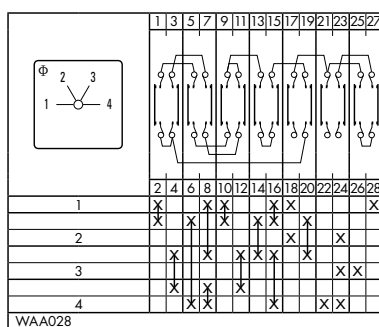 1 3 5 7 9 11 13 15 17 19 21 23 25 27
Φ
2 3
1 4
2 4 6 8 10 12 14 16 18 20 22 24 26 28
1 X X X X X X
X X X X X X
2 X X
X X X X X X
3 X X
X X X
4 X X X X X
WAA028